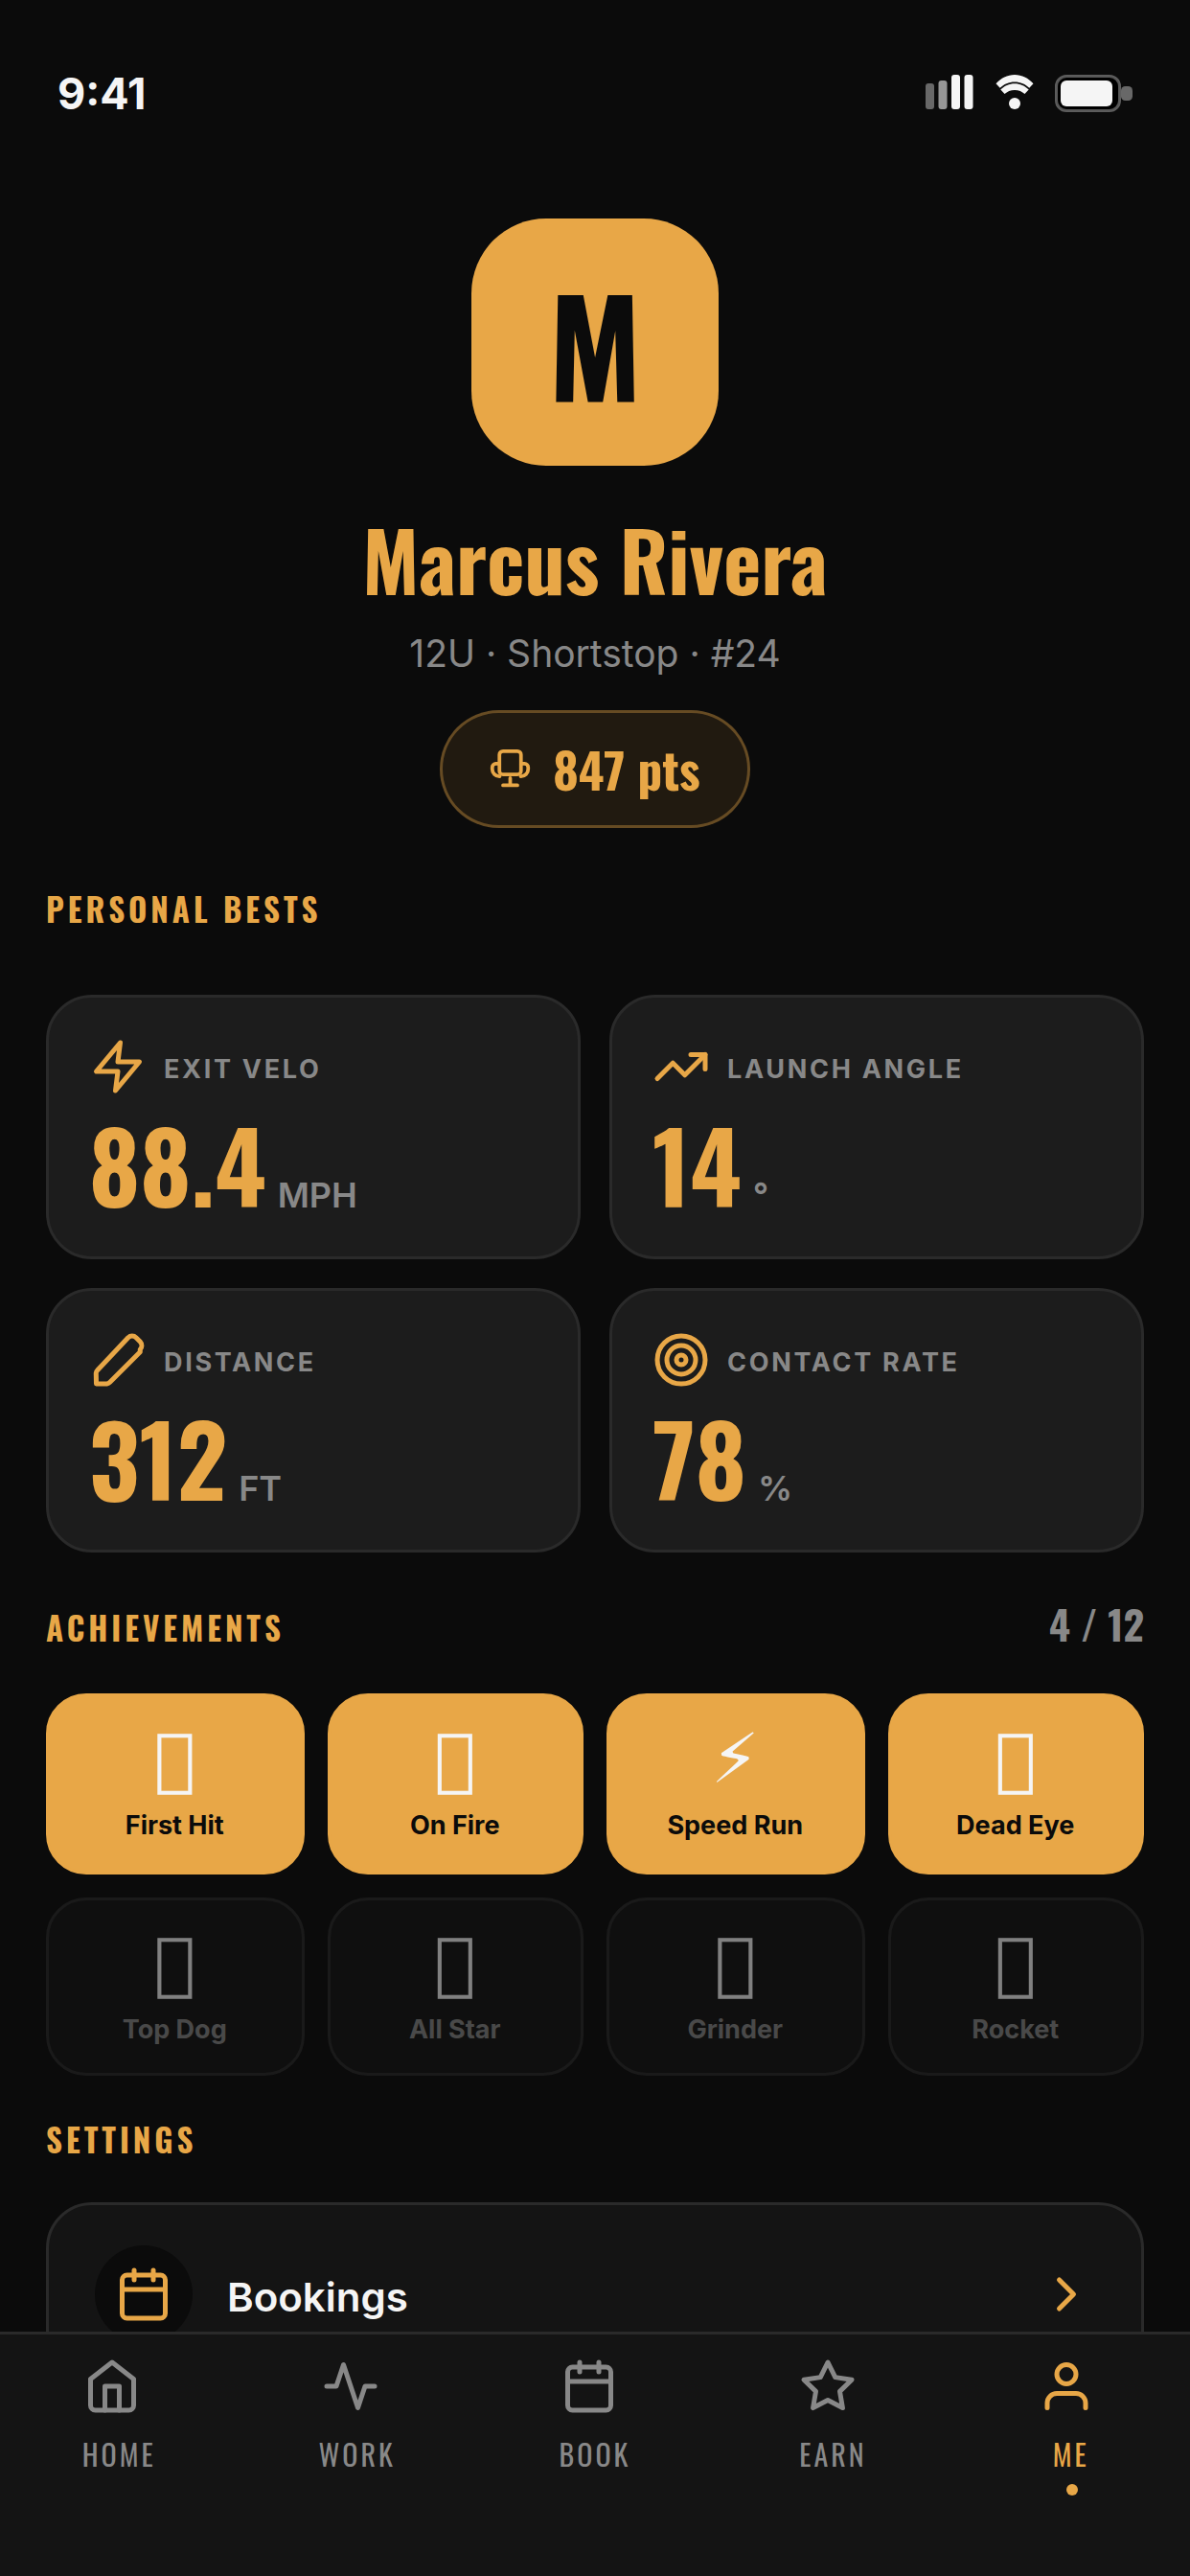 9:41
M
Marcus Rivera
12U · Shortstop · #24
847 pts
PERSONAL BESTS
EXIT VELO
88.4 MPH
LAUNCH ANGLE
14 °
DISTANCE
312 FT
CONTACT RATE
78 %
ACHIEVEMENTS
4 / 12
First Hit
On Fire
⚡ Speed Run
Dead Eye
Top Dog
All Star
Grinder
Rocket
SETTINGS
Bookings
HOME
WORK
BOOK
EARN
ME